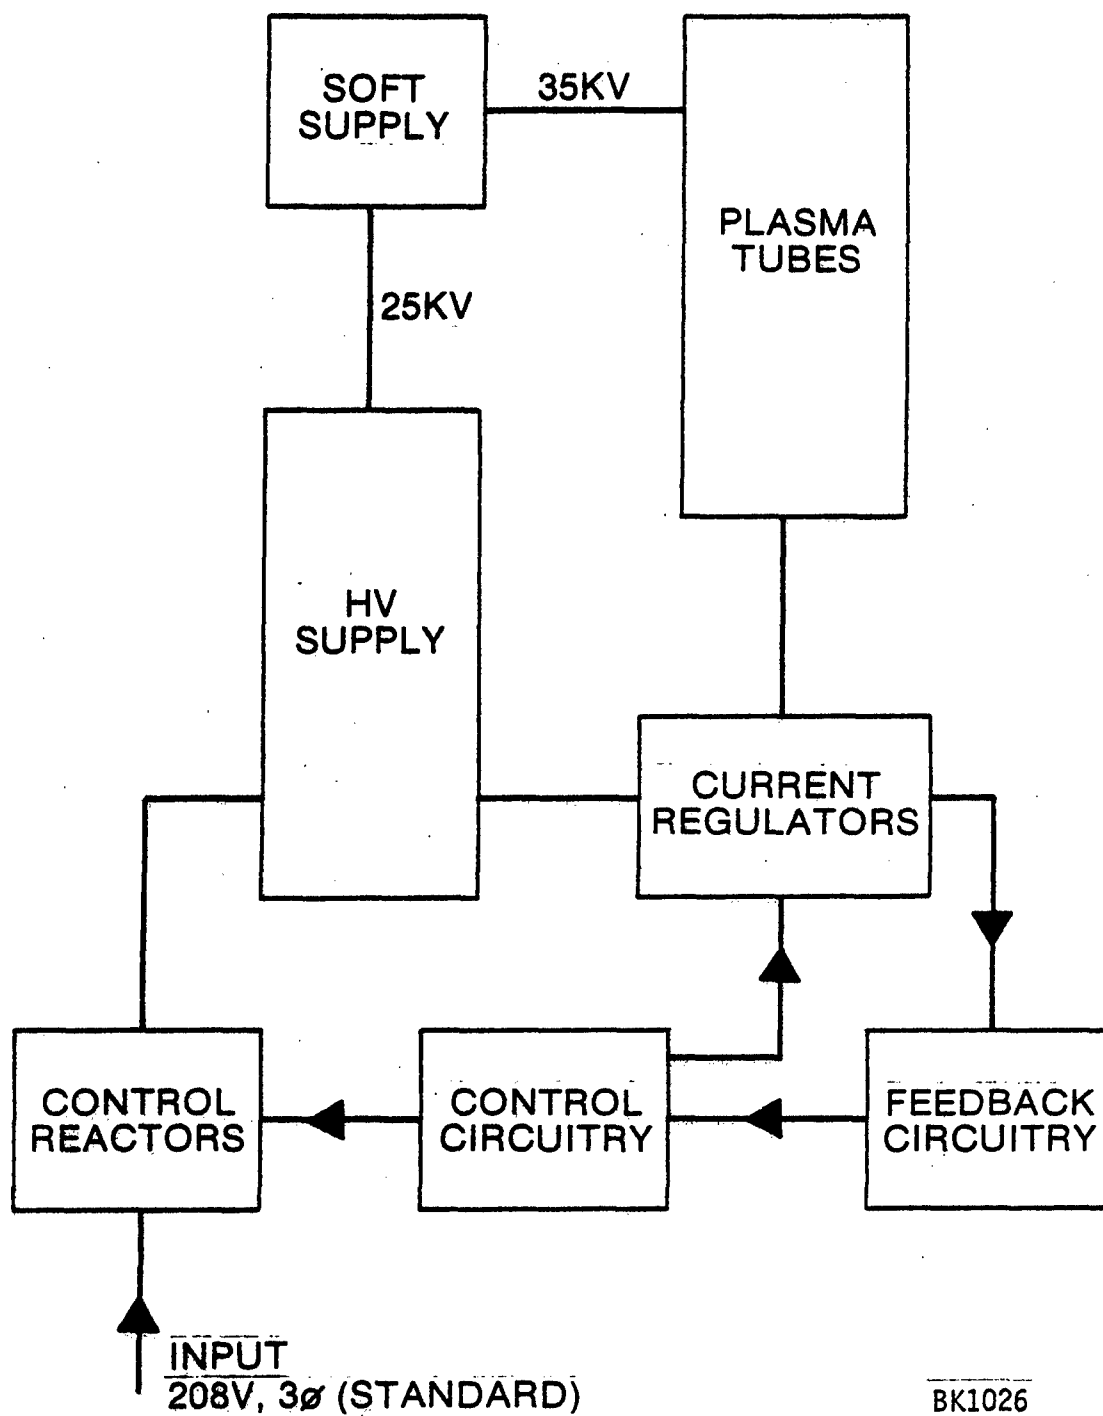 SOFT
SUPPLY
35KV
PLASMA
TUBES
25KV
HV
SUPPLY
CURRENT
REGULATORS
CONTROL
REACTORS
CONTROL
CIRCUITRY
FEEDBACK
CIRCUITRY
INPUT
208V, 3ø (STANDARD)
BK1026